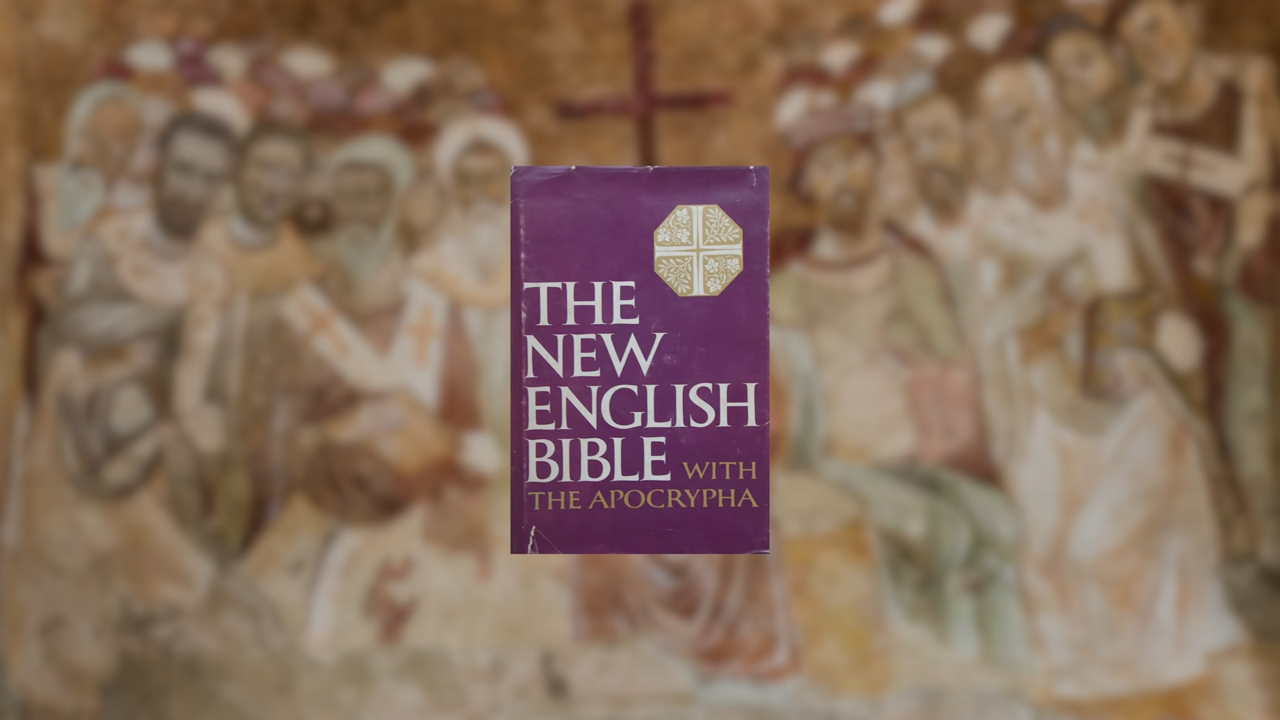 THE
NEW
ENGLISH
BIBLE WITH
THE APOCRYPHA